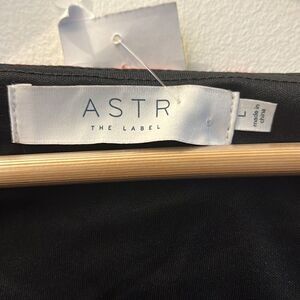 ASTR
THE LABEL
L
made in
china